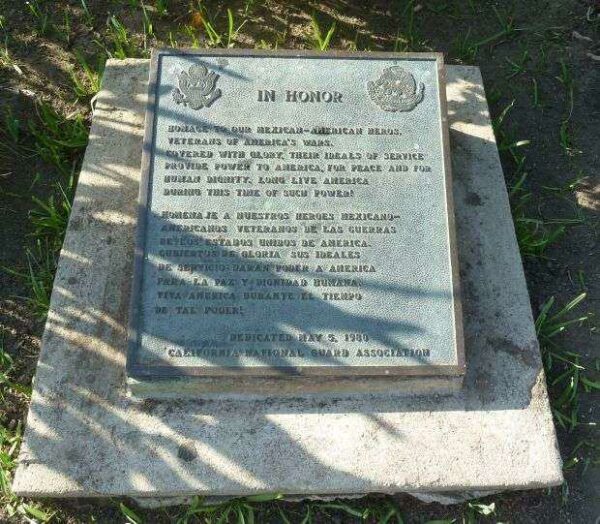 IN HONOR
HOMAGE TO OUR MEXICAN-AMERICAN HEROS,
VETERANS OF AMERICA'S WARS.
COVERED WITH GLORY, THEIR IDEALS OF SERVICE
PROVIDE POWER TO AMERICA, FOR PEACE AND FOR
HUMAN DIGNITY. LONG LIVE AMERICA
DURING THIS TIME OF SUCH POWER!
HOMENAJE A NUESTROS HEROES MEXICANO-
AMERICANOS VETERANOS DE LAS GUERRAS
DE LOS ESTADOS UNIDOS DE AMERICA.
CUBIERTOS DE GLORIA SUS IDEALES
DE SERVICIO DARAN PODER A AMERICA
PARA LA PAZ Y DIGNIDAD HUMANA.
VIVA AMERICA DURANTE EL TIEMPO
DE TAL PODER!
DEDICATED MAY 5, 1980
CALIFORNIA NATIONAL GUARD ASSOCIATION